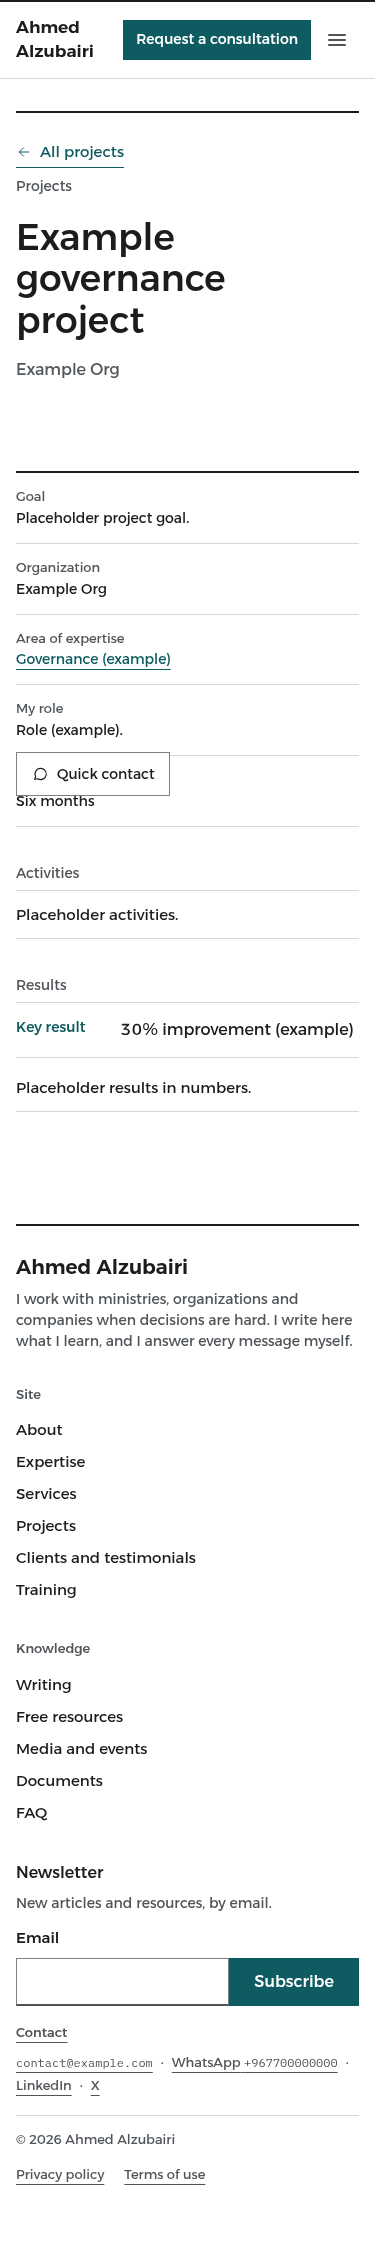 Ahmed
Alzubairi
Request a consultation
← All projects
Projects
Example
governance
project
Example Org
Goal
Placeholder project goal.
Organization
Example Org
Area of expertise
Governance (example)
My role
Role (example).
Quick contact
Six months
Activities
Placeholder activities.
Results
Key result 30% improvement (example)
Placeholder results in numbers.
Ahmed Alzubairi
I work with ministries, organizations and
companies when decisions are hard. I write here
what I learn, and I answer every message myself.
Site
About
Expertise
Services
Projects
Clients and testimonials
Training
Knowledge
Writing
Free resources
Media and events
Documents
FAQ
Newsletter
New articles and resources, by email.
Email
Subscribe
Contact
contact@example.com · WhatsApp +967700000000 ·
LinkedIn · X
© 2026 Ahmed Alzubairi
Privacy policy Terms of use